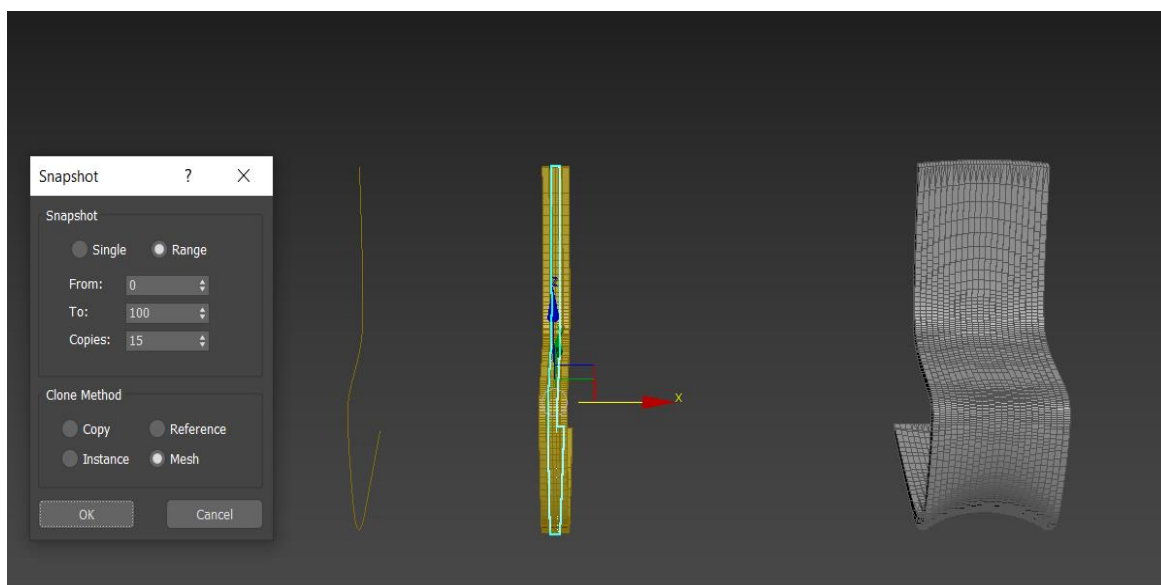 Snapshot ?
Snapshot
Single Range
From: 0
To: 100
Copies: 15
Clone Method
Copy Reference
Instance Mesh
OK Cancel
X